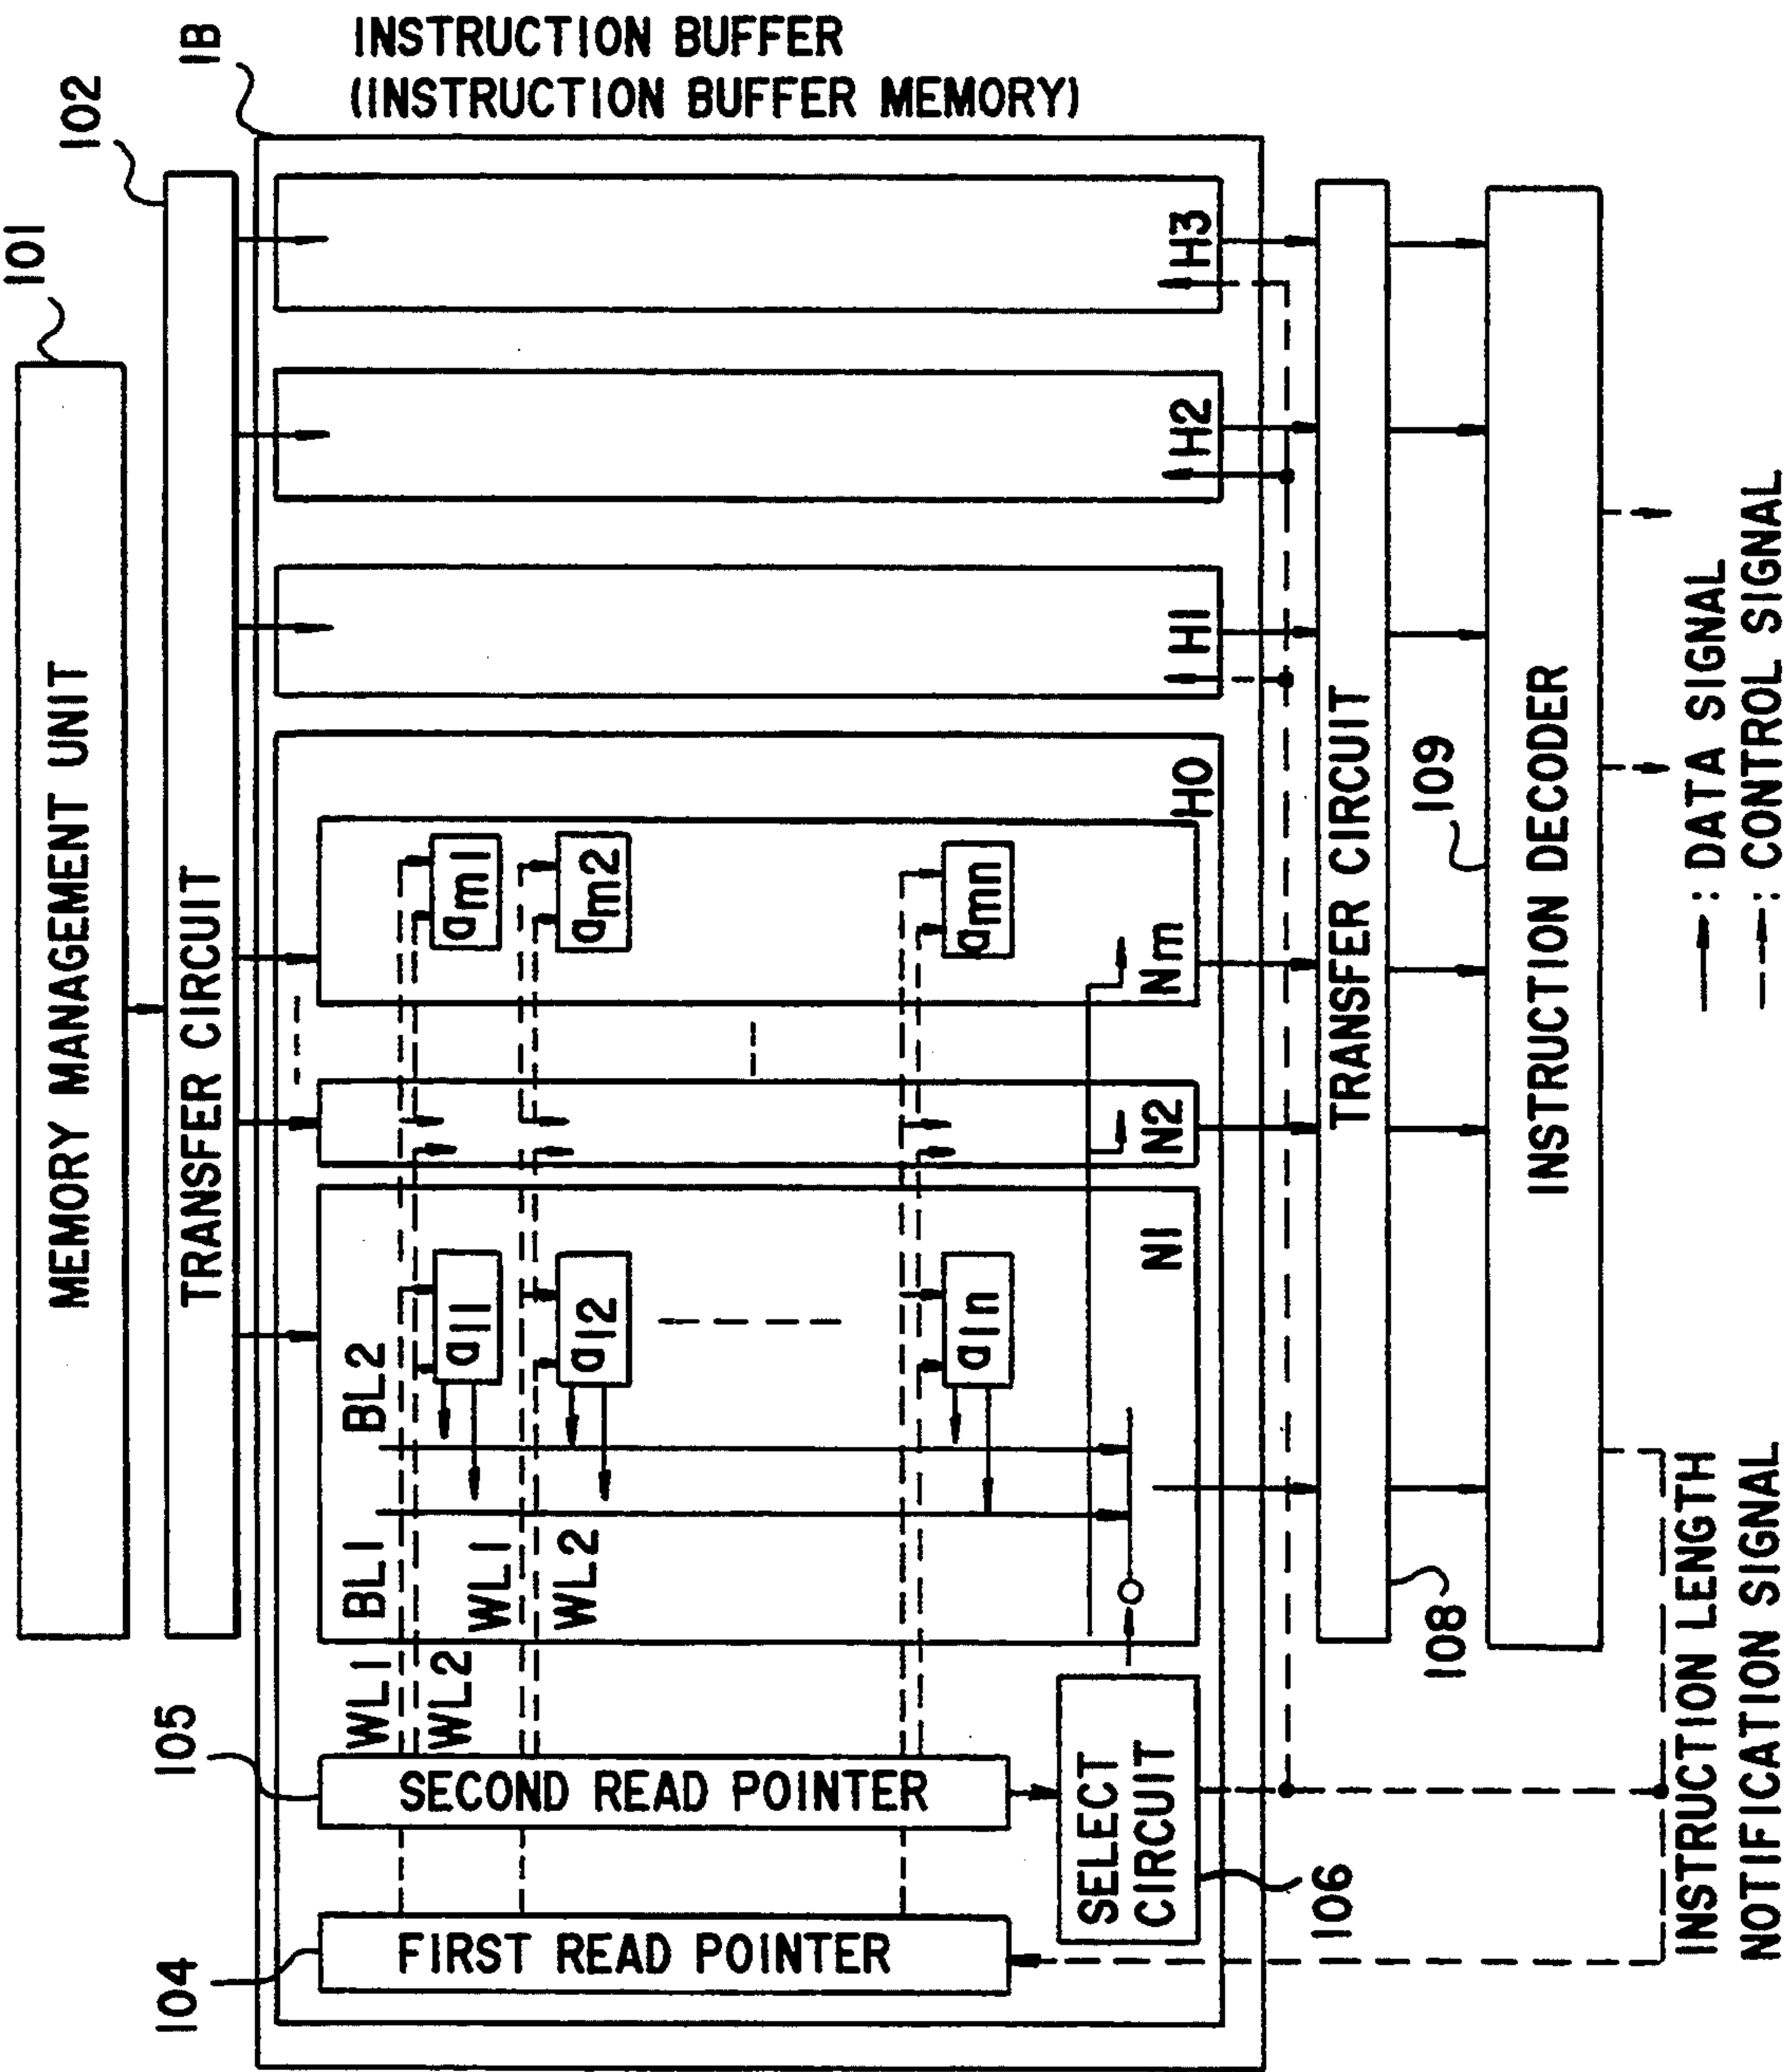 101
MEMORY MANAGEMENT UNIT
102
TRANSFER CIRCUIT
1B
INSTRUCTION BUFFER
(INSTRUCTION BUFFER MEMORY)
104
FIRST READ POINTER
105
SECOND READ POINTER
WL1
WL2
BL1
BL2
WL1
WL2
a11
a12
a1n
am1
am2
amn
N1
N2
Nm
H0
H1
H2
H3
SELECT
CIRCUIT
106
108
TRANSFER CIRCUIT
109
INSTRUCTION DECODER
INSTRUCTION LENGTH
NOTIFICATION SIGNAL
: DATA SIGNAL
: CONTROL SIGNAL